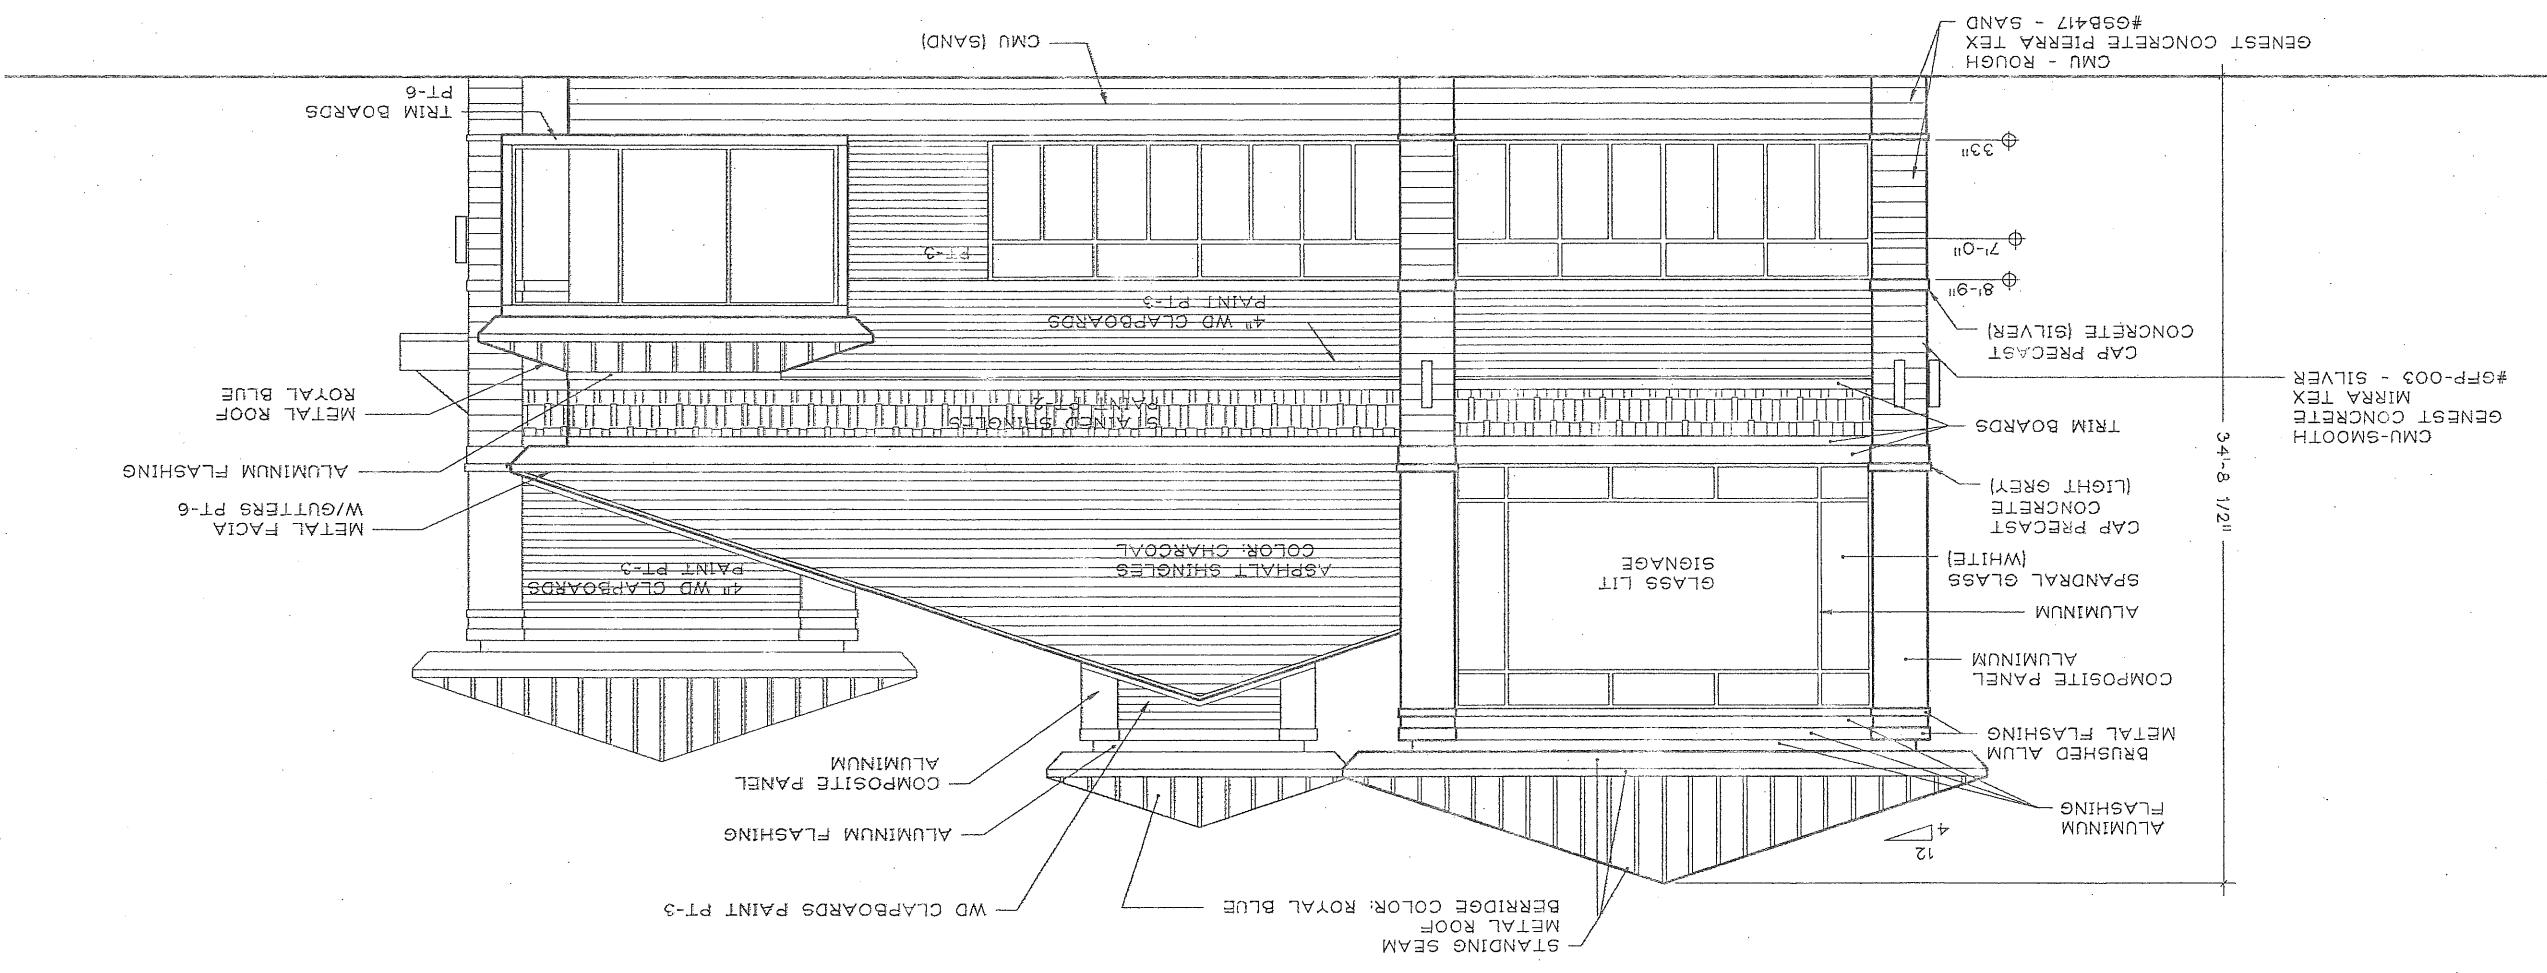 STANDING SEAM
METAL ROOF
BERRIDGE COLOR: ROYAL BLUE
WD CLAPBOARDS PAINT PT-3
12
4
ALUMINUM
FLASHING
ALUMINUM FLASHING
BRUSHED ALUM
METAL FLASHING
COMPOSITE PANEL
ALUMINUM
COMPOSITE PANEL
ALUMINUM
ALUMINUM
SPANDRAL GLASS
(WHITE)
GLASS LIT
SIGNAGE
ASPHALT SHINGLES
COLOR: CHARCOAL
4" WD CLAPBOARDS
PAINT PT-3
CAP PRECAST
CONCRETE
(LIGHT GREY)
METAL FACIA
W/GUTTERS PT-6
34'-8 1/2"
ALUMINUM FLASHING
CMU-SMOOTH
GENEST CONCRETE
MIRRA TEX
#GFP-003 - SILVER
TRIM BOARDS
STAINED SHINGLES
PAINT PT-2
METAL ROOF
ROYAL BLUE
CAP PRECAST
CONCRETE (SILVER)
4" WD CLAPBOARDS
PAINT PT-3
8'-9"
7'-0"
PT-3
33"
TRIM BOARDS
PT-6
CMU - ROUGH
GENEST CONCRETE PIERRA TEX
#GSB417 - SAND
CMU (SAND)